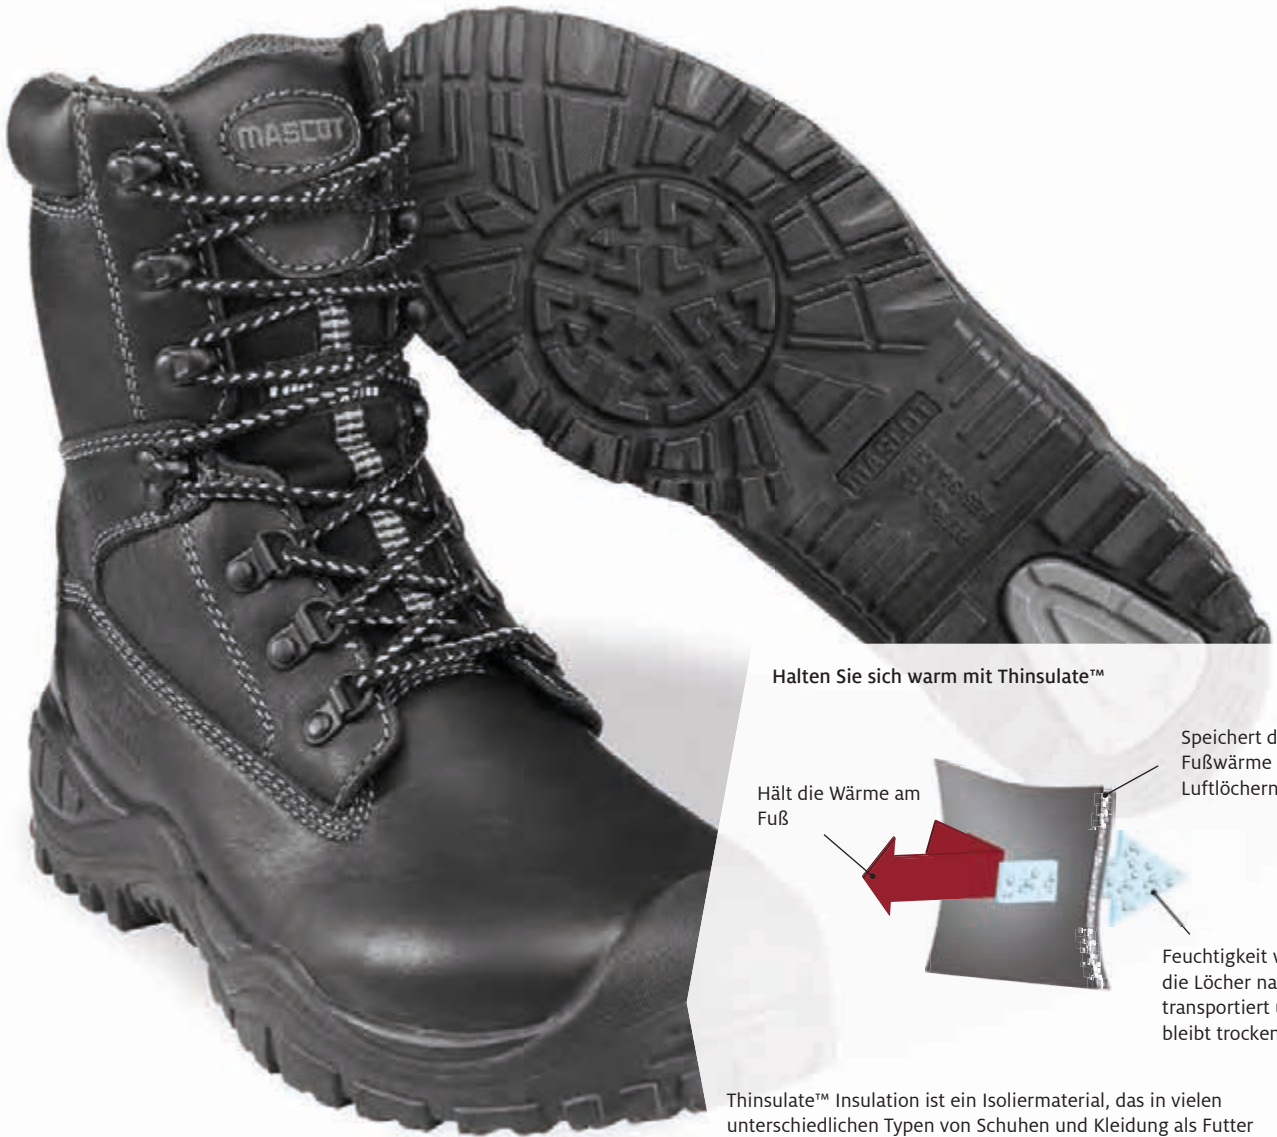 MASCOT
MASCOT
Halten Sie sich warm mit Thinsulate™
Speichert d
Fußwärme
Luftlöchern
Hält die Wärme am
Fuß
Feuchtigkeit v
die Löcher na
transportiert u
bleibt trocken
Thinsulate™ Insulation ist ein Isoliermaterial, das in vielen
unterschiedlichen Typen von Schuhen und Kleidung als Futter